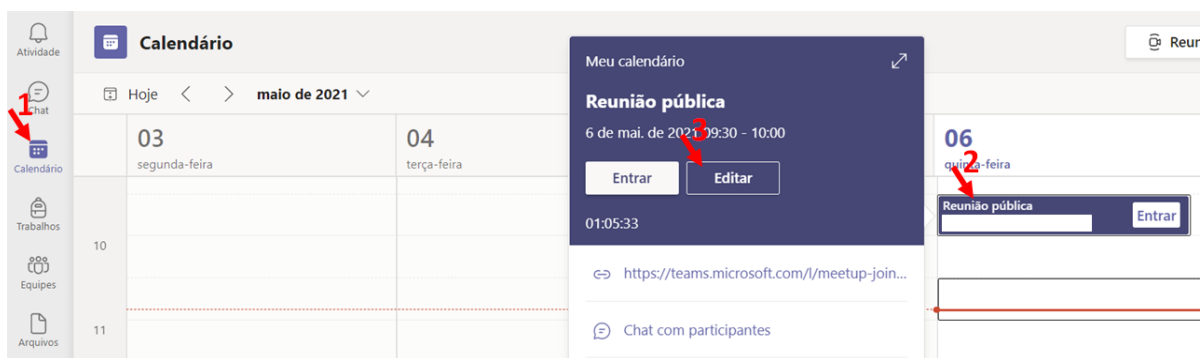 Atividade
Chat
Calendário
Trabalhos
Equipes
Arquivos
1
Calendário
Reun
Hoje
maio de 2021
03
segunda-feira
04
terça-feira
06
quinta-feira
10
11
Meu calendário
Reunião pública
6 de mai. de 2021 09:30 - 10:00
3
Entrar
Editar
01:05:33
https://teams.microsoft.com/l/meetup-join...
Chat com participantes
2
Reunião pública
Entrar